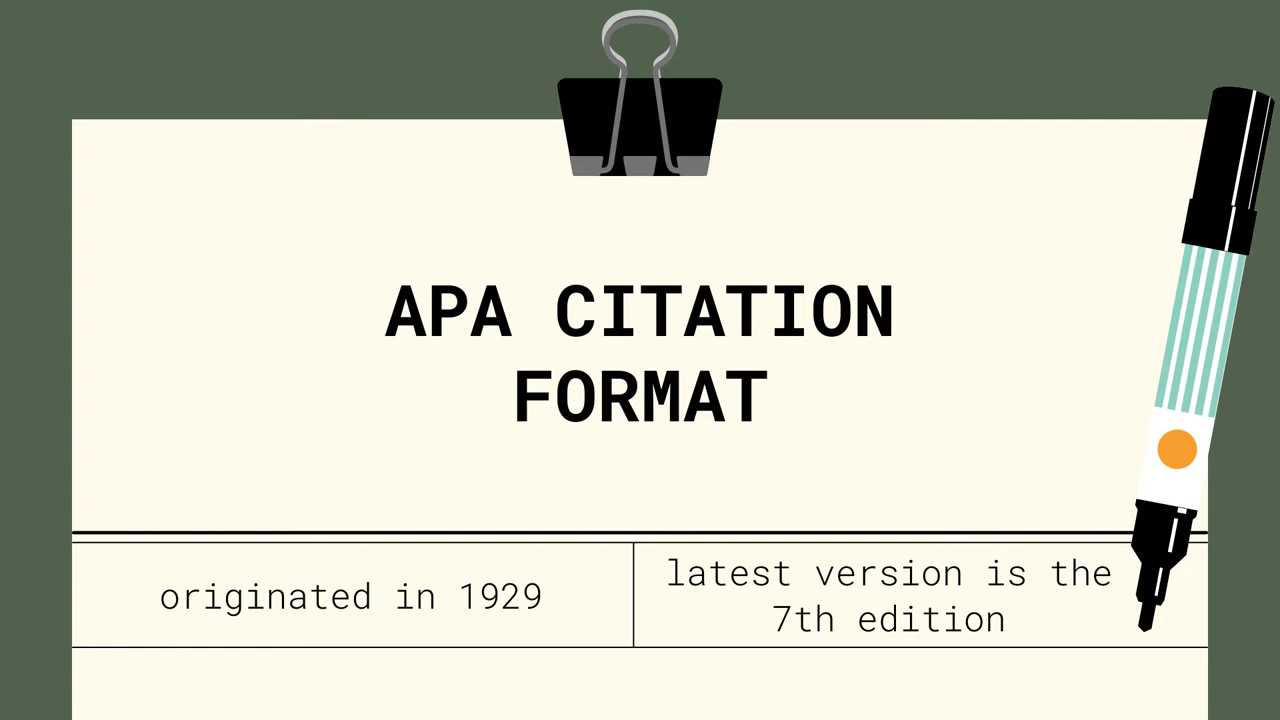 APA CITATION
FORMAT
originated in 1929
latest version is the
7th edition